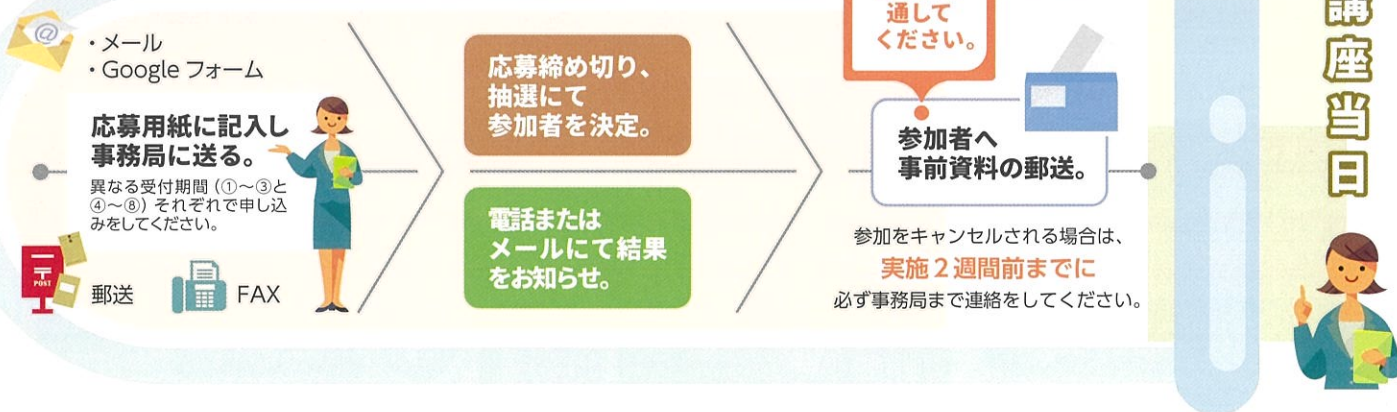 @
・メール
・Google フォーム
応募用紙に記入し
事務局に送る。
異なる受付期間（①～③と
④～⑧）それぞれで申し込
みをしてください。
〒
POST
郵送
FAX
応募締め切り、
抽選にて
参加者を決定。
電話または
メールにて結果
をお知らせ。
通して
ください。
参加者へ
事前資料の郵送。
参加をキャンセルされる場合は、
実施２週間前までに
必ず事務局まで連絡をしてください。
講座当日